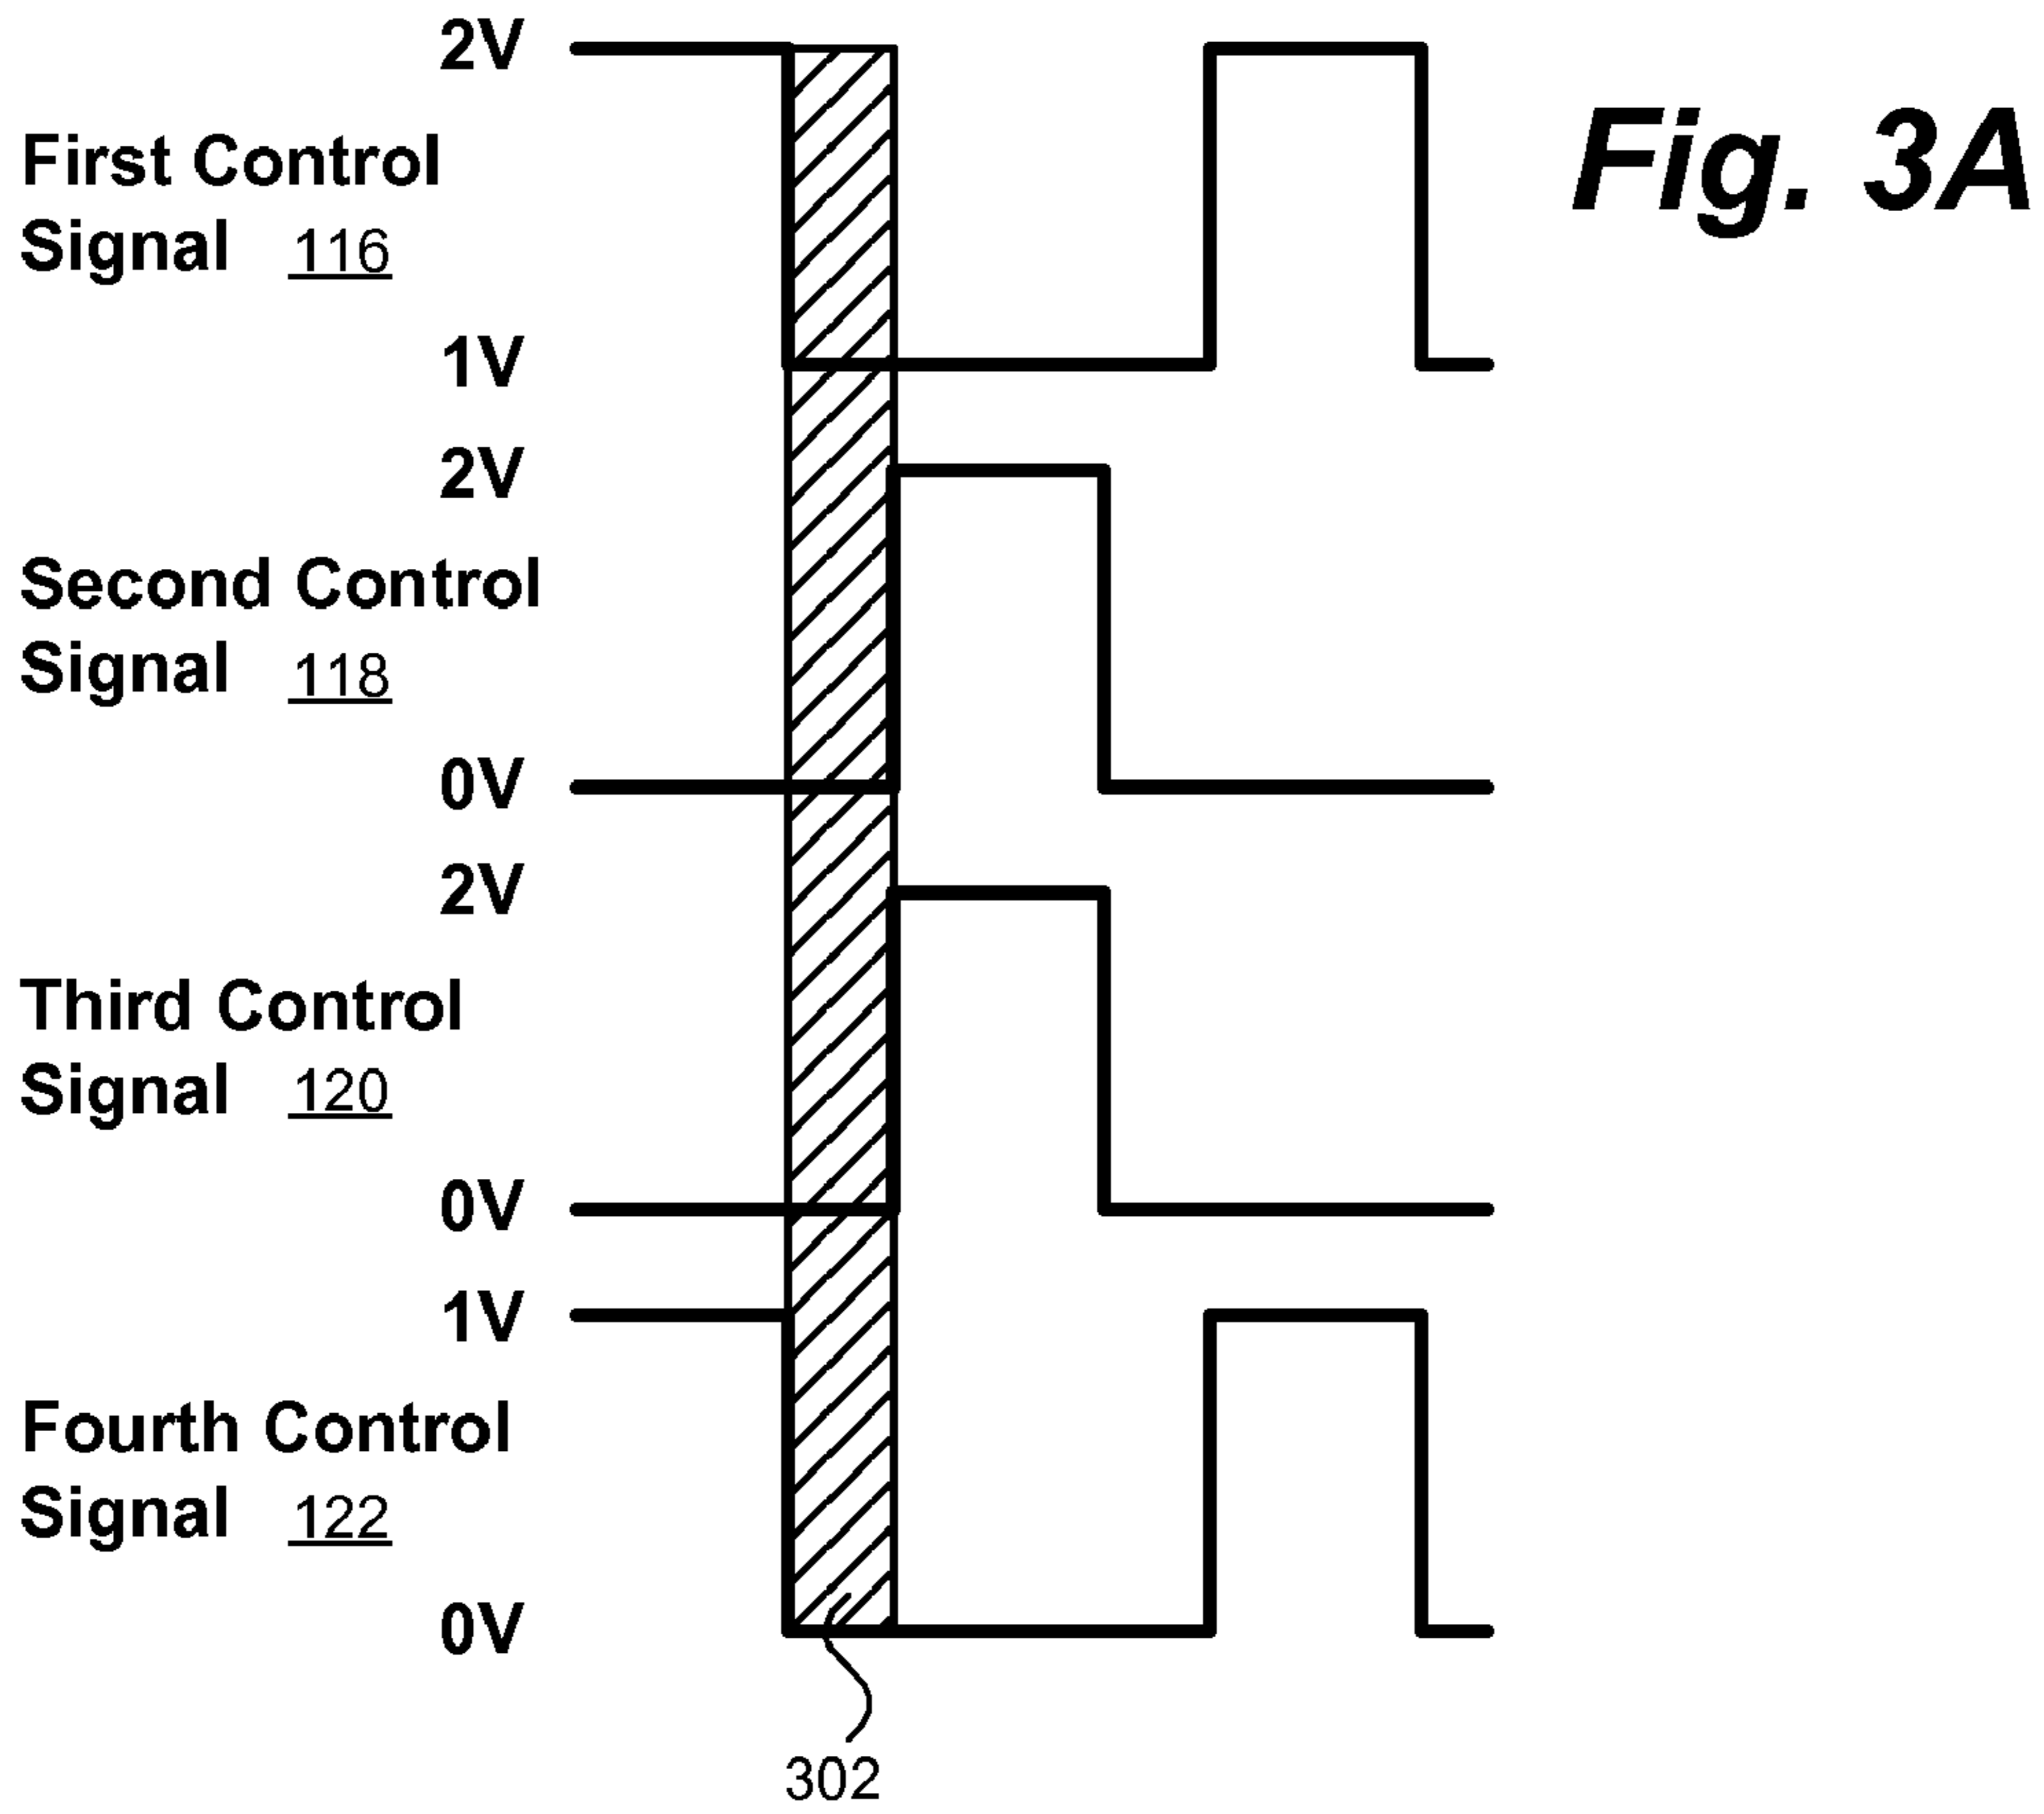 2V
Fig. 3A
First Control
Signal 116
1V
2V
Second Control
Signal 118
0V
2V
Third Control
Signal 120
0V
1V
Fourth Control
Signal 122
0V
302